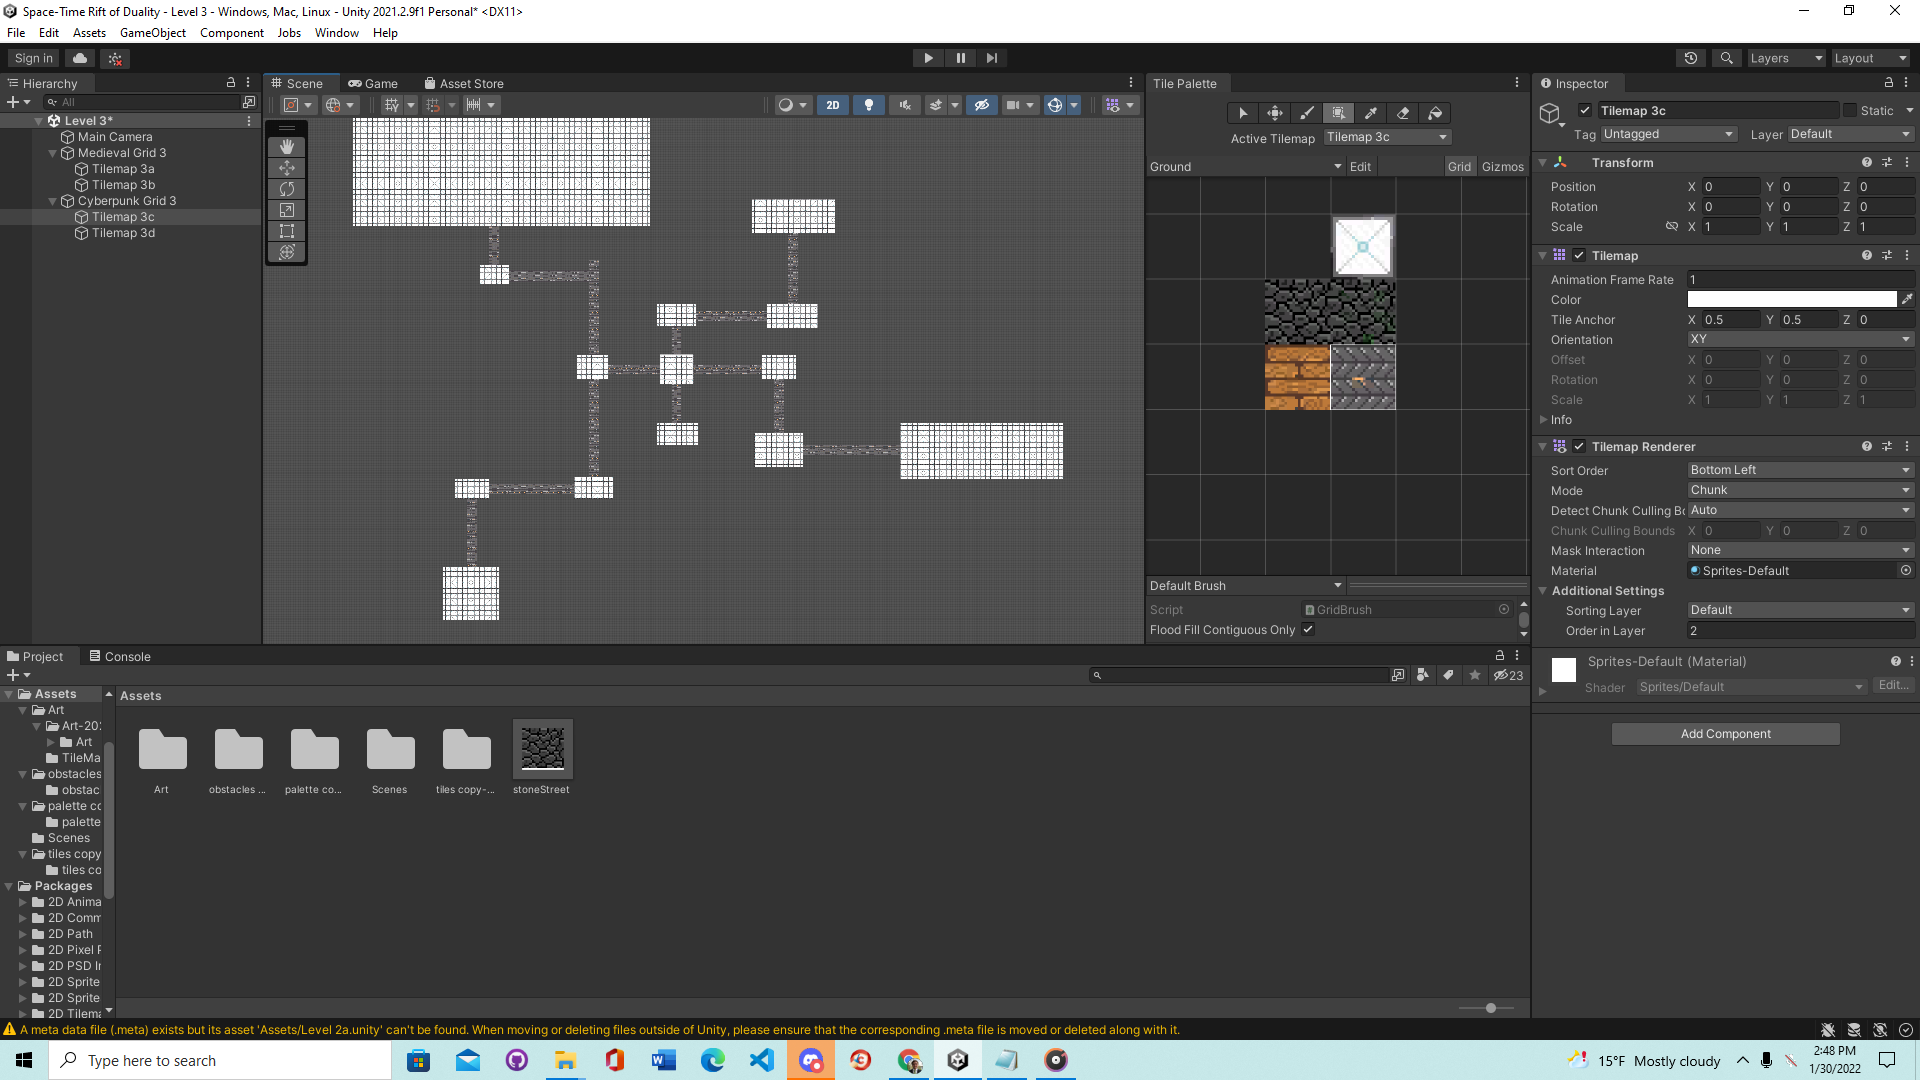 Space-Time Rift of Duality - Level 3 - Windows, Mac, Linux - Unity 2021.2.9f1 Personal* <DX11>
File Edit Assets GameObject Component Jobs Window Help
Sign in
Layers
Layout
Hierarchy
All
Level 3*
Main Camera
Medieval Grid 3
Tilemap 3a
Tilemap 3b
Cyberpunk Grid 3
Tilemap 3c
Tilemap 3d
Scene Game Asset Store
2D
Tile Palette
Active Tilemap Tilemap 3c
Ground Edit Grid Gizmos
Default Brush
Script GridBrush
Flood Fill Contiguous Only
Inspector
Tilemap 3c Static
Tag Untagged Layer Default
Transform
Position X 0 Y 0 Z 0
Rotation X 0 Y 0 Z 0
Scale X 1 Y 1 Z 1
Tilemap
Animation Frame Rate 1
Color
Tile Anchor X 0.5 Y 0.5 Z 0
Orientation XY
Offset X 0 Y 0 Z 0
Rotation X 0 Y 0 Z 0
Scale X 1 Y 1 Z 1
Info
Tilemap Renderer
Sort Order Bottom Left
Mode Chunk
Detect Chunk Culling Bo Auto
Chunk Culling Bounds X 0 Y 0 Z 0
Mask Interaction None
Material Sprites-Default
Additional Settings
Sorting Layer Default
Order in Layer 2
Sprites-Default (Material)
Shader Sprites/Default Edit...
Add Component
Project Console
23
Assets
Art
Art-20
Art
TileMa
obstacles
obstac
palette co
palette
Scenes
tiles copy
tiles co
Packages
2D Anima
2D Comm
2D Path
2D Pixel P
2D PSD Ir
2D Sprite
2D Sprite
2D Tilema
Assets
Art
obstacles ...
palette co...
Scenes
tiles copy-...
stoneStreet
A meta data file (.meta) exists but its asset 'Assets/Level 2a.unity' can't be found. When moving or deleting files outside of Unity, please ensure that the corresponding .meta file is moved or deleted along with it.
Type here to search
15°F Mostly cloudy
2:48 PM
1/30/2022